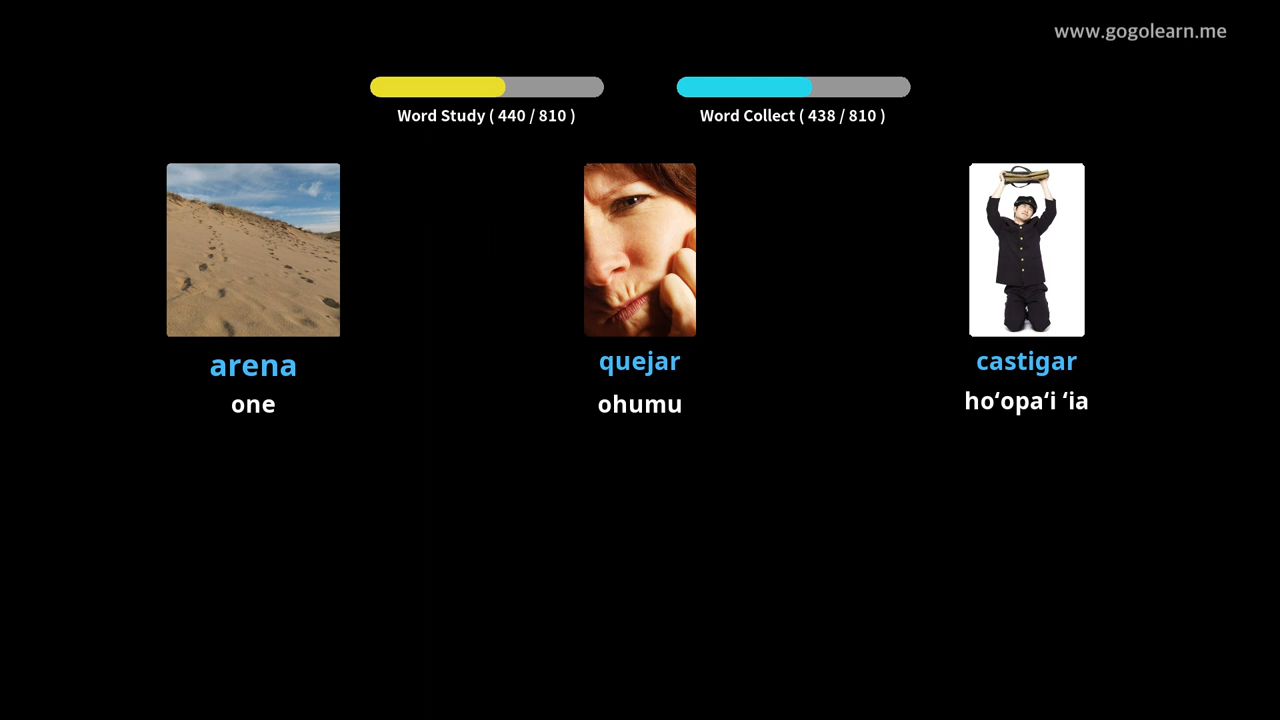 www.gogolearn.me
Word Study ( 440 / 810 )
Word Collect ( 438 / 810 )
arena
one
quejar
ohumu
castigar
hoʻopaʻi ʻia